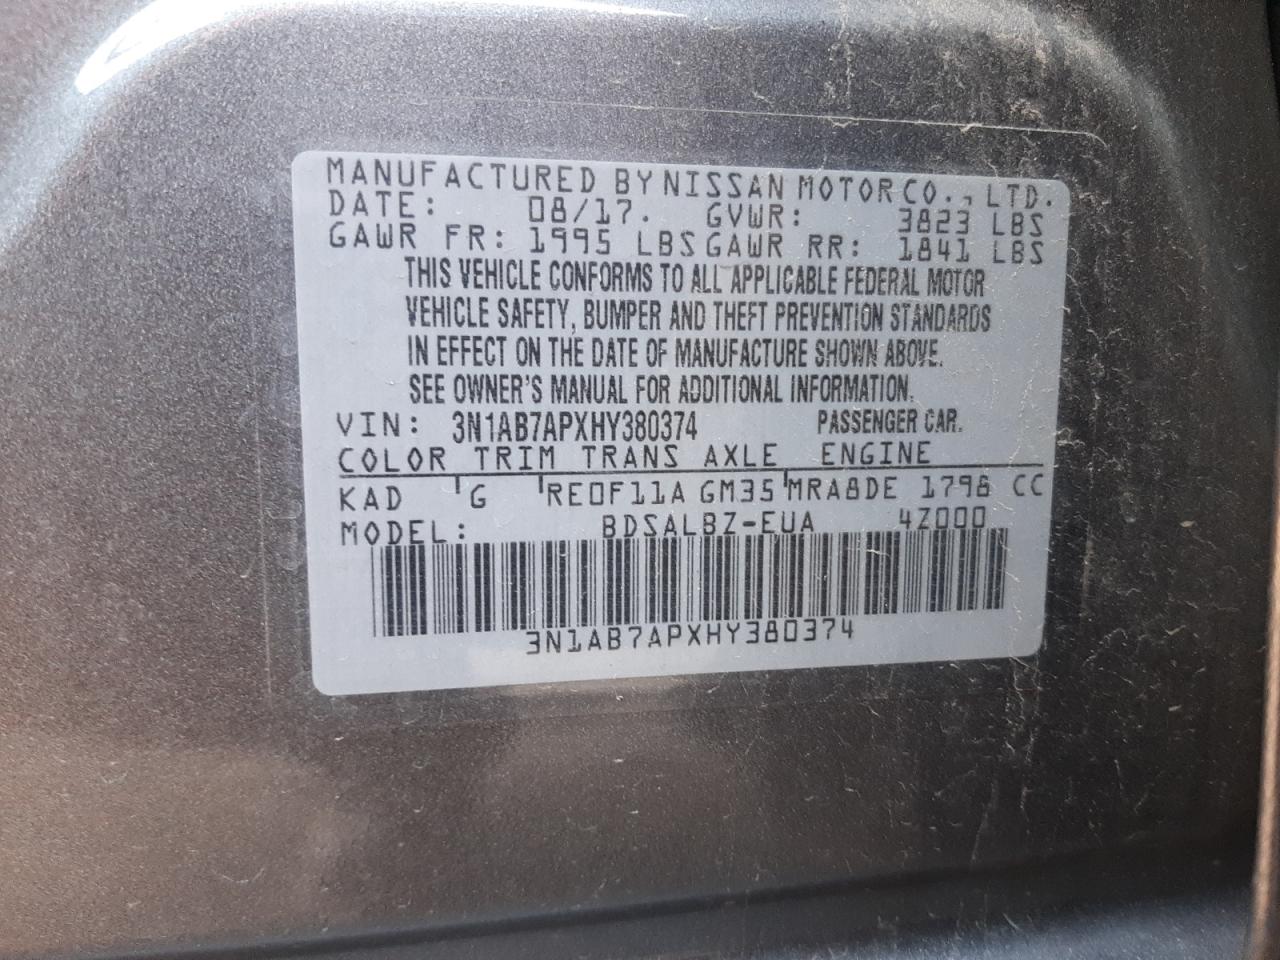 MANUFACTURED BY NISSAN MOTOR CO., LTD.
DATE: 08/17. GVWR: 3823 LBS
GAWR FR: 1995 LBS GAWR RR: 1841 LBS
THIS VEHICLE CONFORMS TO ALL APPLICABLE FEDERAL MOTOR
VEHICLE SAFETY, BUMPER AND THEFT PREVENTION STANDARDS
IN EFFECT ON THE DATE OF MANUFACTURE SHOWN ABOVE.
SEE OWNER'S MANUAL FOR ADDITIONAL INFORMATION.
VIN: 3N1AB7APXHY380374 PASSENGER CAR.
COLOR TRIM TRANS AXLE ENGINE
KAD G RE0F11A GM35 MRA8DE 1798 CC
MODEL: BDSALBZ-EUA 4Z000
3N1AB7APXHY380374